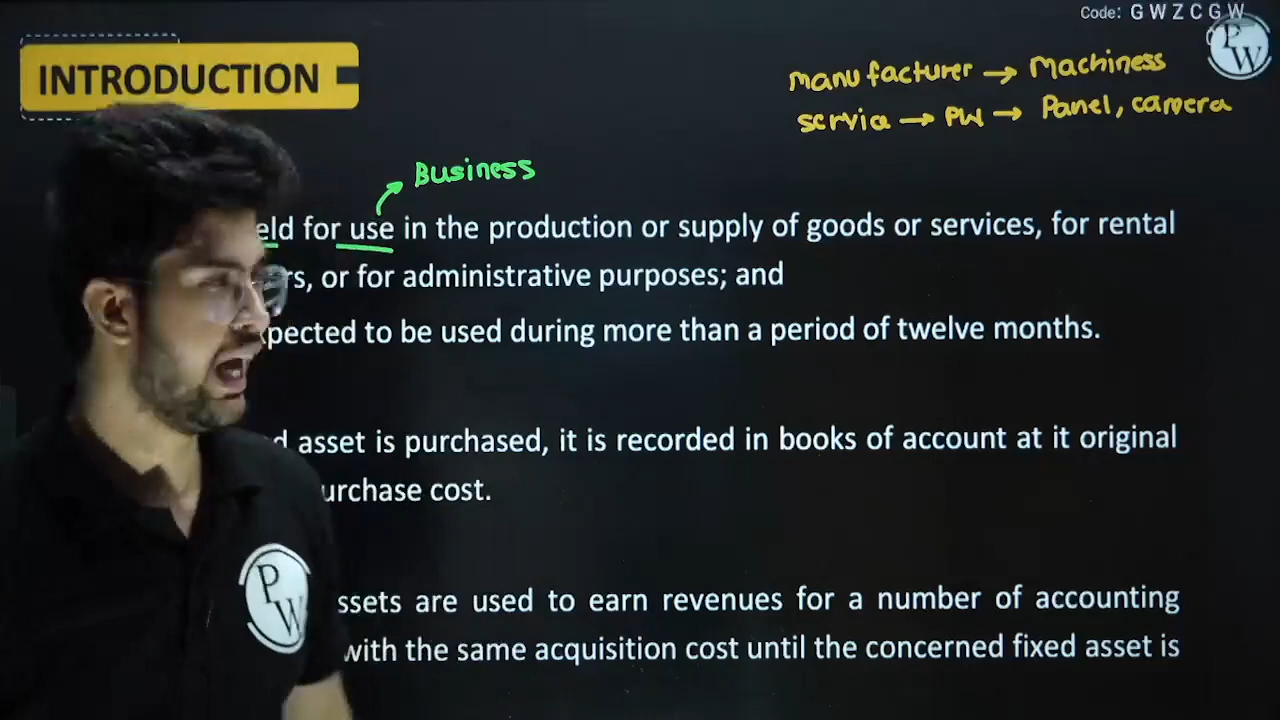 Code: G W Z C G W
INTRODUCTION
P
W
manufacturer → Machiness
service → PW → Panel, camera
Business
eld for use in the production or supply of goods or services, for rental
rs, or for administrative purposes; and
xpected to be used during more than a period of twelve months.
d asset is purchased, it is recorded in books of account at it original
urchase cost.
ssets are used to earn revenues for a number of accounting
with the same acquisition cost until the concerned fixed asset is
P
W